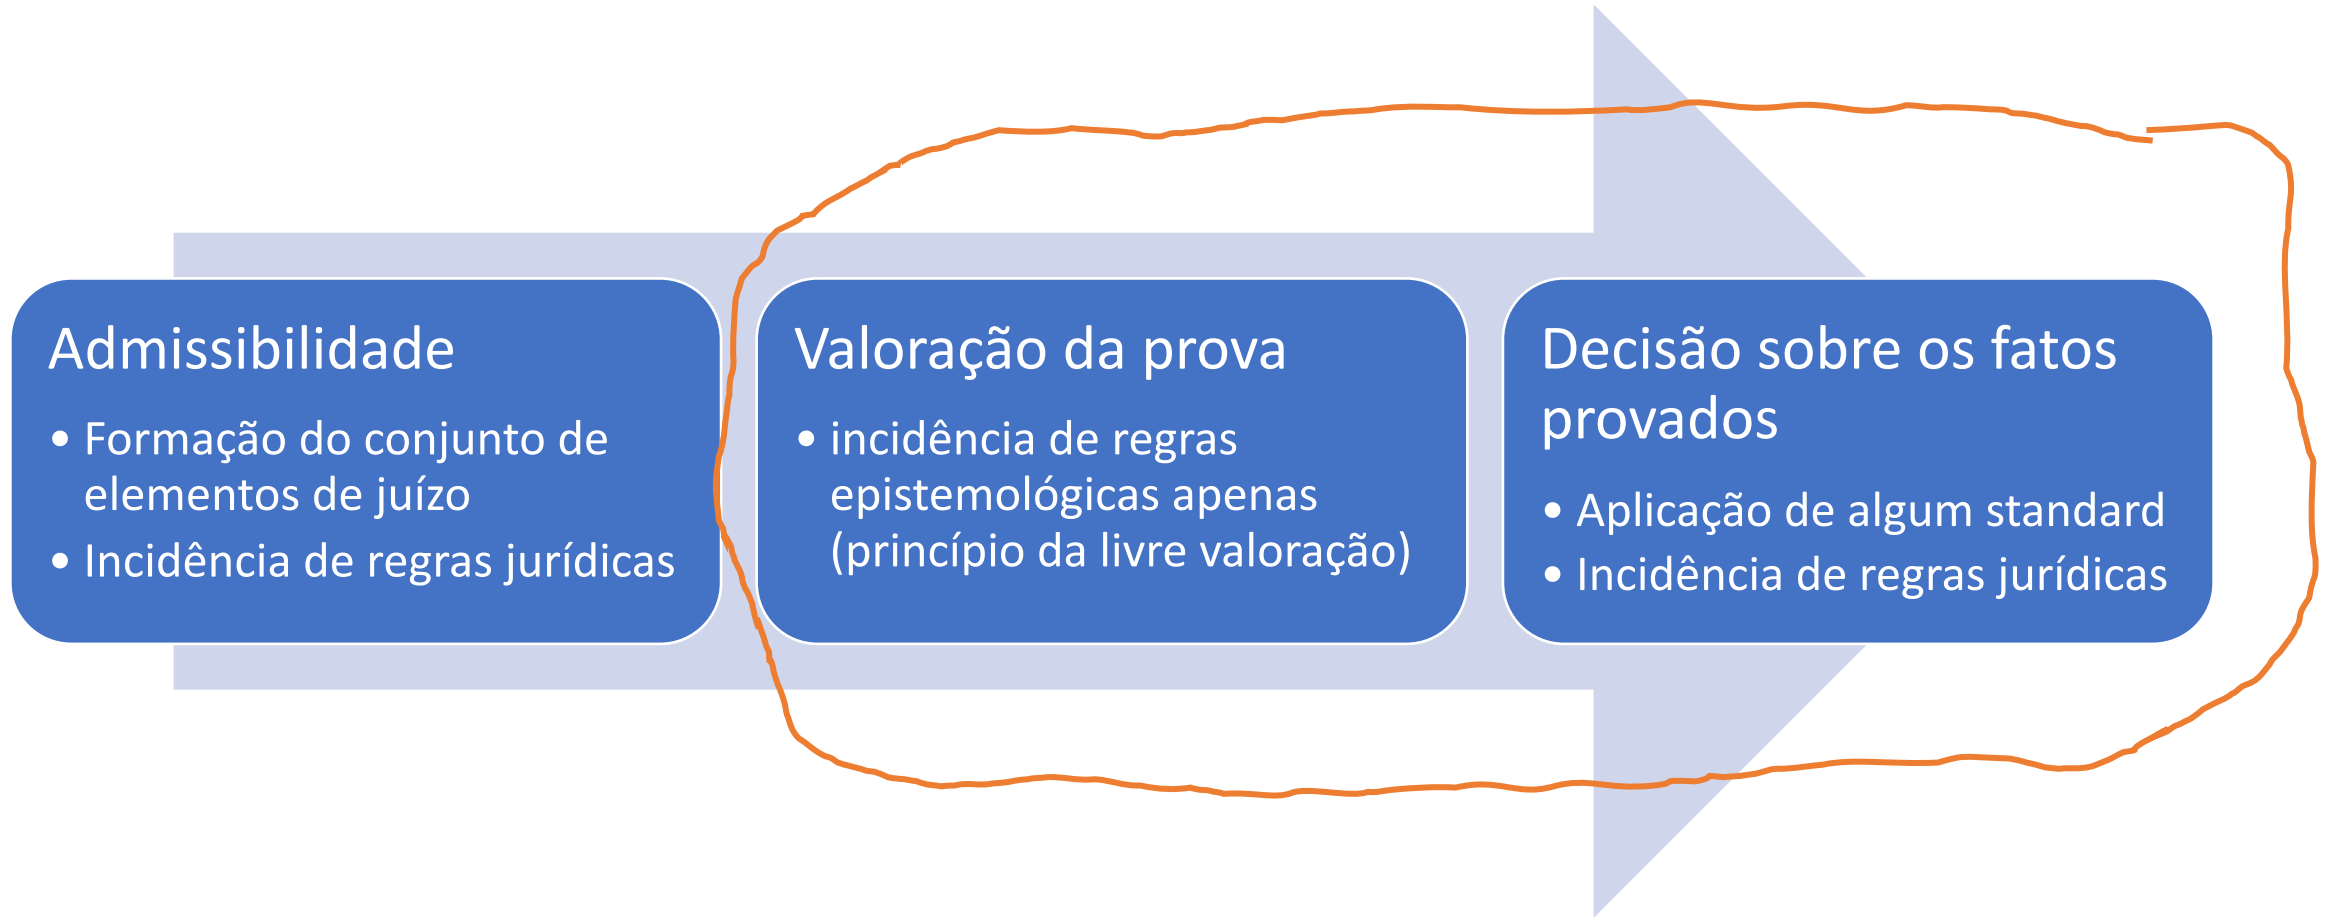 Admissibilidade
• Formação do conjunto de
elementos de juízo
• Incidência de regras jurídicas
Valoração da prova
• incidência de regras
epistemológicas apenas
(princípio da livre valoração)
Decisão sobre os fatos
provados
• Aplicação de algum standard
• Incidência de regras jurídicas